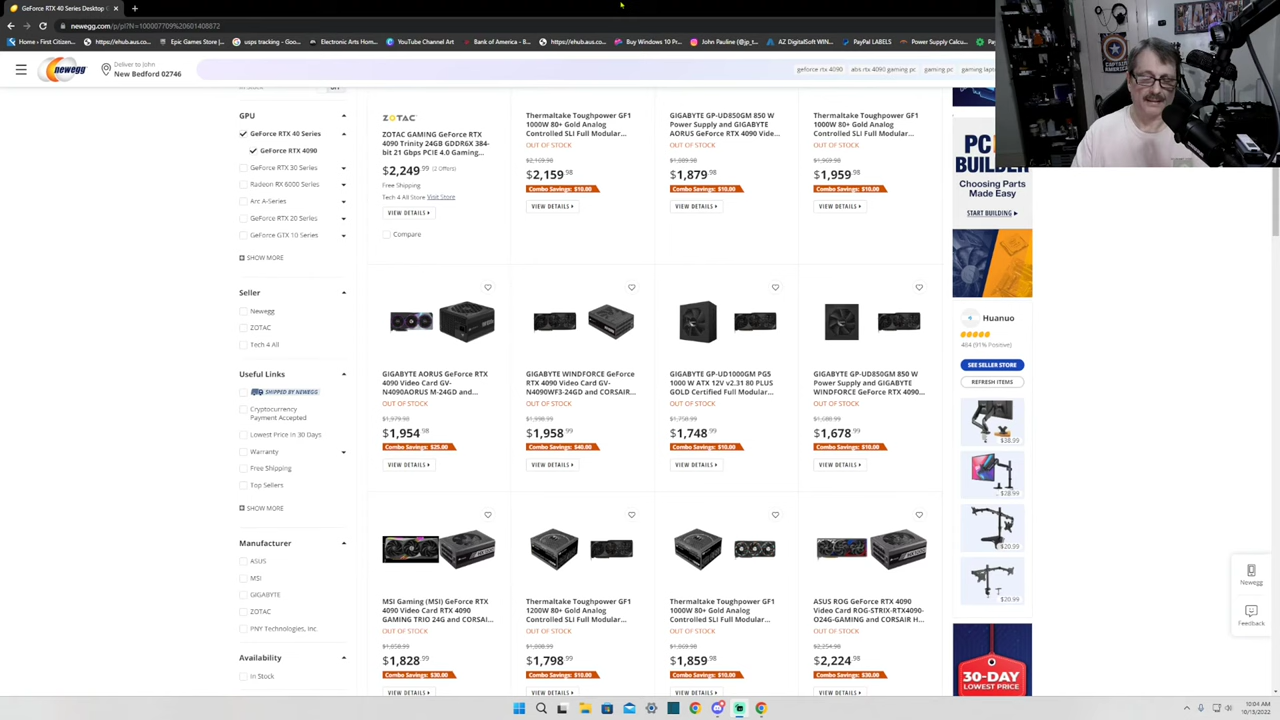 GeForce RTX 40 Series Desktop G
newegg.com/p/pl?N=100007709%20601408872
Home - First Citizen...
https://ehub.aus.co...
Epic Games Store |...
usps tracking - Goo...
Electronic Arts Home...
YouTube Channel Art
Bank of America - B...
https://ehub.aus.co...
Buy Windows 10 Pr...
John Pauline (@jp_t...
AZ DigitalSoft WIN...
PayPal LABELS
Power Supply Calcu...
newegg
Deliver to John
New Bedford 02746
geforce rtx 4090
abs rtx 4090 gaming pc
gaming pc
gaming lapt
GPU
GeForce RTX 40 Series
GeForce RTX 4090
GeForce RTX 30 Series
Radeon RX 6000 Series
Arc A-Series
GeForce RTX 20 Series
GeForce GTX 10 Series
SHOW MORE
Seller
Newegg
ZOTAC
Tech 4 All
Useful Links
SHIPPED BY NEWEGG
Cryptocurrency
Payment Accepted
Lowest Price in 30 Days
Warranty
Free Shipping
Top Sellers
SHOW MORE
Manufacturer
ASUS
MSI
GIGABYTE
ZOTAC
PNY Technologies, Inc.
Availability
In Stock
ZOTAC
ZOTAC GAMING GeForce RTX
4090 Trinity 24GB GDDR6X 384-
bit 21 Gbps PCIE 4.0 Gaming...
$2,249.99 (2 Offers)
Free Shipping
Tech 4 All Store Visit Store
VIEW DETAILS
Compare
Thermaltake Toughpower GF1
1000W 80+ Gold Analog
Controlled SLI Full Modular...
OUT OF STOCK
$2,169.98
$2,159.98
Combo Savings: $10.00
VIEW DETAILS
GIGABYTE GP-UD850GM 850 W
Power Supply and GIGABYTE
AORUS GeForce RTX 4090 Vide...
OUT OF STOCK
$1,889.98
$1,879.98
Combo Savings: $10.00
VIEW DETAILS
Thermaltake Toughpower GF1
1000W 80+ Gold Analog
Controlled SLI Full Modular...
OUT OF STOCK
$1,969.98
$1,959.98
Combo Savings: $10.00
VIEW DETAILS
GIGABYTE AORUS GeForce RTX
4090 Video Card GV-
N4090AORUS M-24GD and...
OUT OF STOCK
$1,979.98
$1,954.98
Combo Savings: $25.00
VIEW DETAILS
GIGABYTE WINDFORCE GeForce
RTX 4090 Video Card GV-
N4090WF3-24GD and CORSAIR...
OUT OF STOCK
$1,998.99
$1,958.99
Combo Savings: $40.00
VIEW DETAILS
GIGABYTE GP-UD1000GM PG5
1000 W ATX 12V v2.31 80 PLUS
GOLD Certified Full Modular...
OUT OF STOCK
$1,758.99
$1,748.99
Combo Savings: $10.00
VIEW DETAILS
GIGABYTE GP-UD850GM 850 W
Power Supply and GIGABYTE
WINDFORCE GeForce RTX 4090...
OUT OF STOCK
$1,688.99
$1,678.99
Combo Savings: $10.00
VIEW DETAILS
MSI Gaming (MSI) GeForce RTX
4090 Video Card RTX 4090
GAMING TRIO 24G and CORSAI...
OUT OF STOCK
$1,858.99
$1,828.99
Combo Savings: $30.00
VIEW DETAILS
Thermaltake Toughpower GF1
1200W 80+ Gold Analog
Controlled SLI Full Modular...
OUT OF STOCK
$1,808.99
$1,798.99
Combo Savings: $10.00
VIEW DETAILS
Thermaltake Toughpower GF1
1000W 80+ Gold Analog
Controlled SLI Full Modular...
OUT OF STOCK
$1,869.98
$1,859.98
Combo Savings: $10.00
VIEW DETAILS
ASUS ROG GeForce RTX 4090
Video Card ROG-STRIX-RTX4090-
O24G-GAMING and CORSAIR H...
OUT OF STOCK
$2,254.98
$2,224.98
Combo Savings: $30.00
VIEW DETAILS
BUILDER
Choosing Parts
Made Easy
START BUILDING
Huanuo
484 (91% Positive)
SEE SELLER STORE
REFRESH ITEMS
$38.99
$28.99
$20.99
$20.99
30-DAY
LOWEST PRICE
Newegg
Feedback
CAPTAIN
AMERICA
10:04 AM
10/13/2022